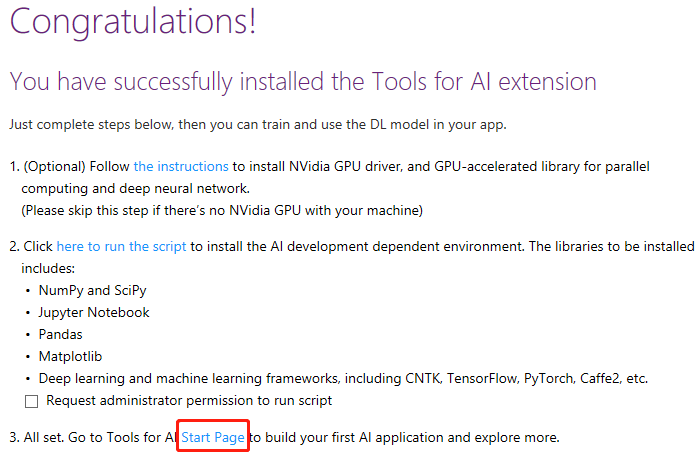 Congratulations!
You have successfully installed the Tools for AI extension
Just complete steps below, then you can train and use the DL model in your app.
1. (Optional) Follow the instructions to install NVidia GPU driver, and GPU-accelerated library for parallel
computing and deep neural network.
(Please skip this step if there's no NVidia GPU with your machine)
2. Click here to run the script to install the AI development dependent environment. The libraries to be installed
includes:
• NumPy and SciPy
• Jupyter Notebook
• Pandas
• Matplotlib
• Deep learning and machine learning frameworks, including CNTK, TensorFlow, PyTorch, Caffe2, etc.
Request administrator permission to run script
3. All set. Go to Tools for AI Start Page to build your first AI application and explore more.